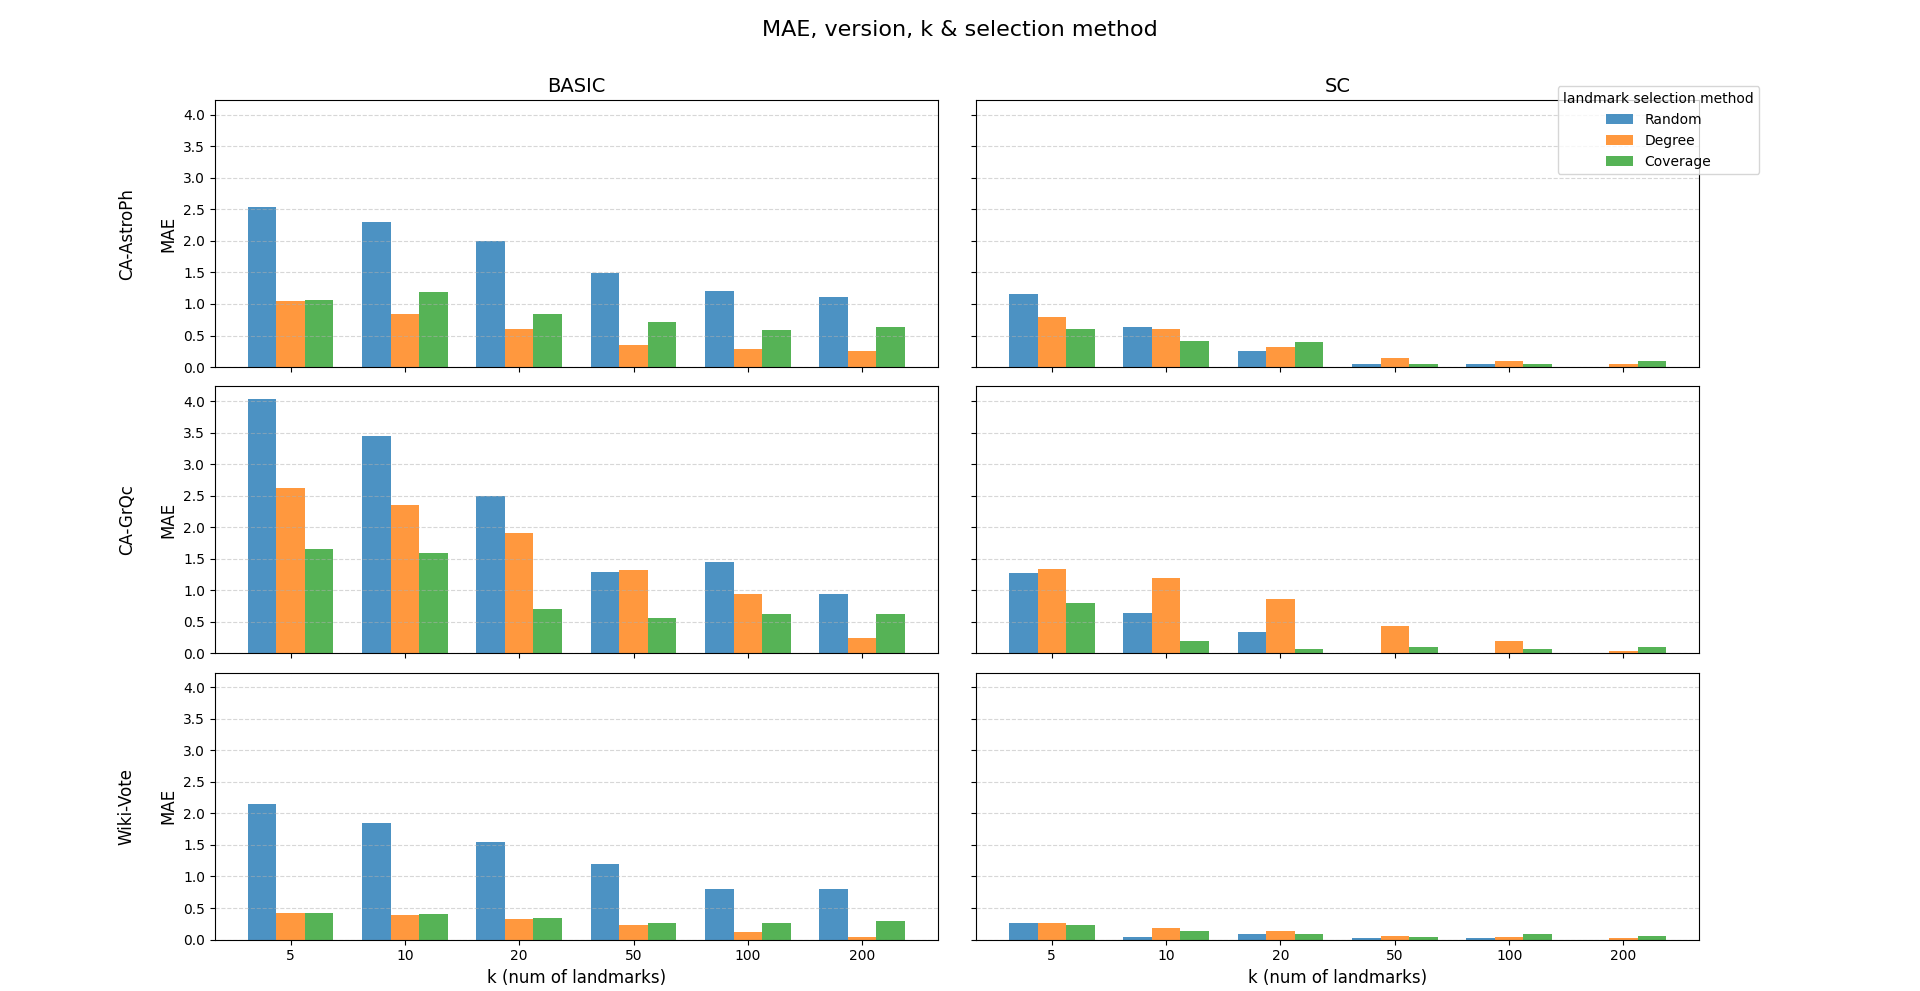 MAE, version, k & selection method
BASIC
SC
landmark selection method
Random
Degree
Coverage
CA-AstroPh
MAE
4.0
3.5
3.0
2.5
2.0
1.5
1.0
0.5
0.0
CA-GrQc
MAE
4.0
3.5
3.0
2.5
2.0
1.5
1.0
0.5
0.0
Wiki-Vote
MAE
4.0
3.5
3.0
2.5
2.0
1.5
1.0
0.5
0.0
5 10 20 50 100 200
k (num of landmarks)
5 10 20 50 100 200
k (num of landmarks)